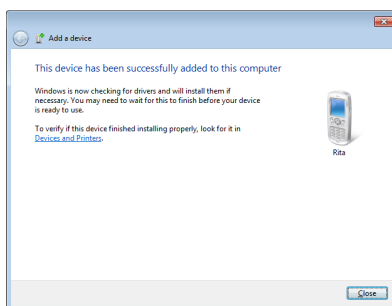 Add a device
This device has been successfully added to this computer
Windows is now checking for drivers and will install them if
necessary. You may need to wait for this to finish before your device
is ready to use.
To verify if this device finished installing properly, look for it in
Devices and Printers.
Rita
Close